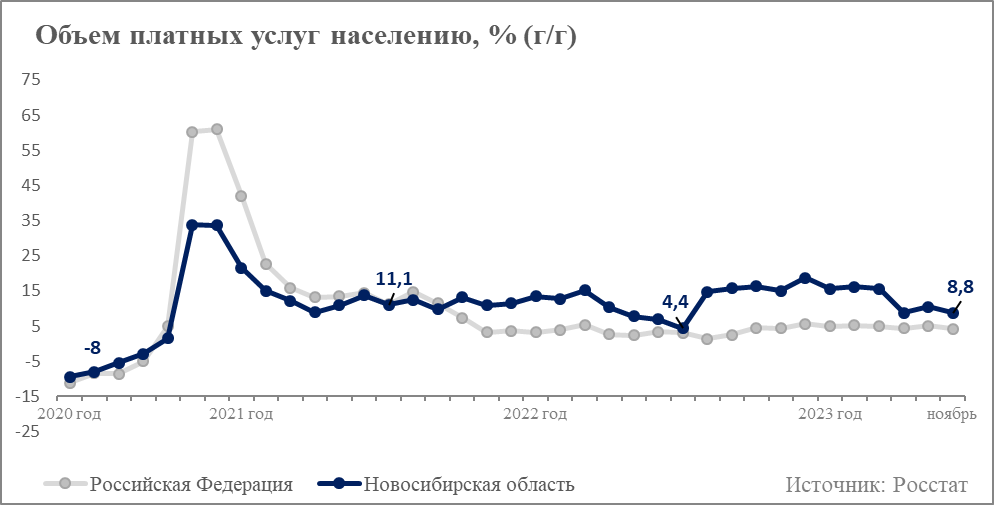 Объем платных услуг населению, % (г/г)
75
65
55
45
35
25
15
5
-5
-15
-25
-8
11,1
4,4
8,8
2020 год
2021 год
2022 год
2023 год
ноябрь
Российская Федерация
Новосибирская область
Источник: Росстат